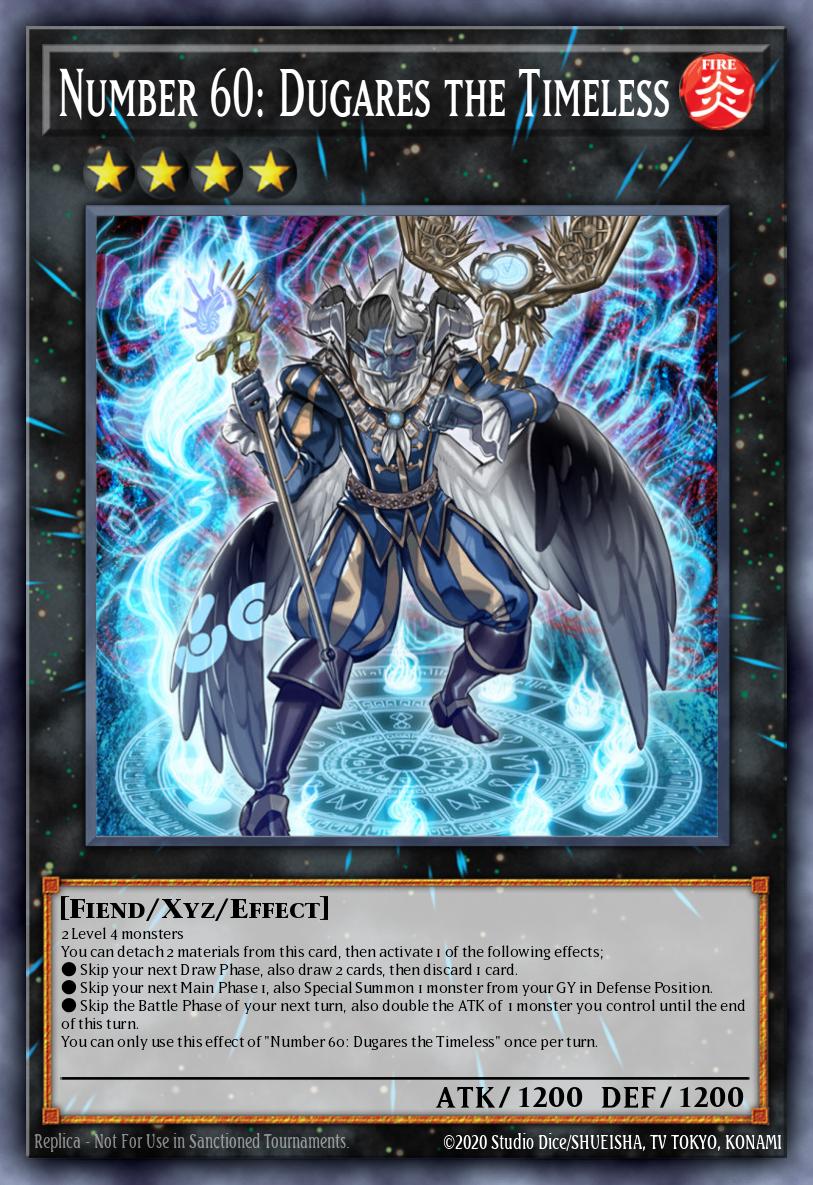 Number 60: Dugares the Timeless
FIRE
炎
[Fiend/Xyz/Effect]
2 Level 4 monsters
You can detach 2 materials from this card, then activate 1 of the following effects;
● Skip your next Draw Phase, also draw 2 cards, then discard 1 card.
● Skip your next Main Phase 1, also Special Summon 1 monster from your GY in Defense Position.
● Skip the Battle Phase of your next turn, also double the ATK of 1 monster you control until the end
of this turn.
You can only use this effect of "Number 60: Dugares the Timeless" once per turn.
ATK/1200 DEF/1200
Replica - Not For Use in Sanctioned Tournaments.
©2020 Studio Dice/SHUEISHA, TV TOKYO, KONAMI